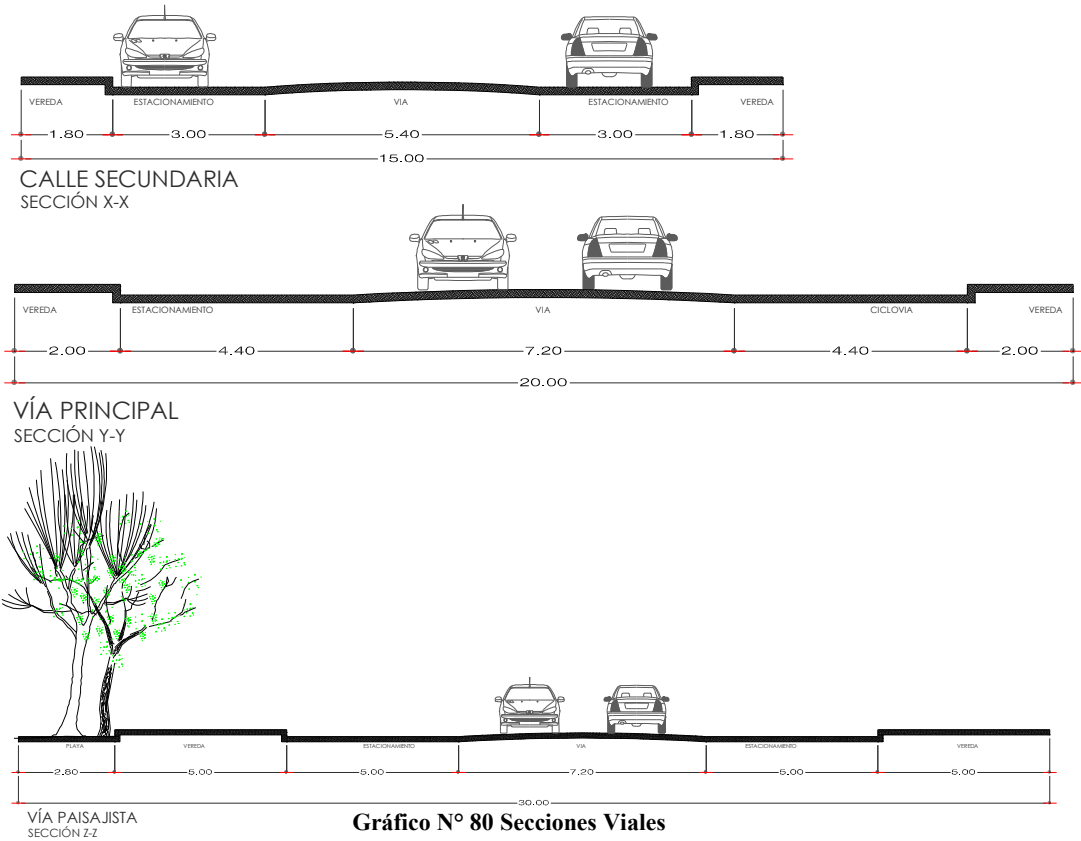 VEREDA ESTACIONAMIENTO VIA ESTACIONAMIENTO VEREDA
1.80 3.00 5.40 3.00 1.80
15.00
CALLE SECUNDARIA
SECCIÓN X-X
VEREDA ESTACIONAMIENTO VIA CICLOVIA VEREDA
2.00 4.40 7.20 4.40 2.00
20.00
VÍA PRINCIPAL
SECCIÓN Y-Y
PLAYA VEREDA ESTACIONAMIENTO VIA ESTACIONAMIENTO VEREDA
2.80 5.00 5.00 7.20 5.00 5.00
30.00
VÍA PAISAJISTA
SECCIÓN Z-Z
Gráfico N° 80 Secciones Viales